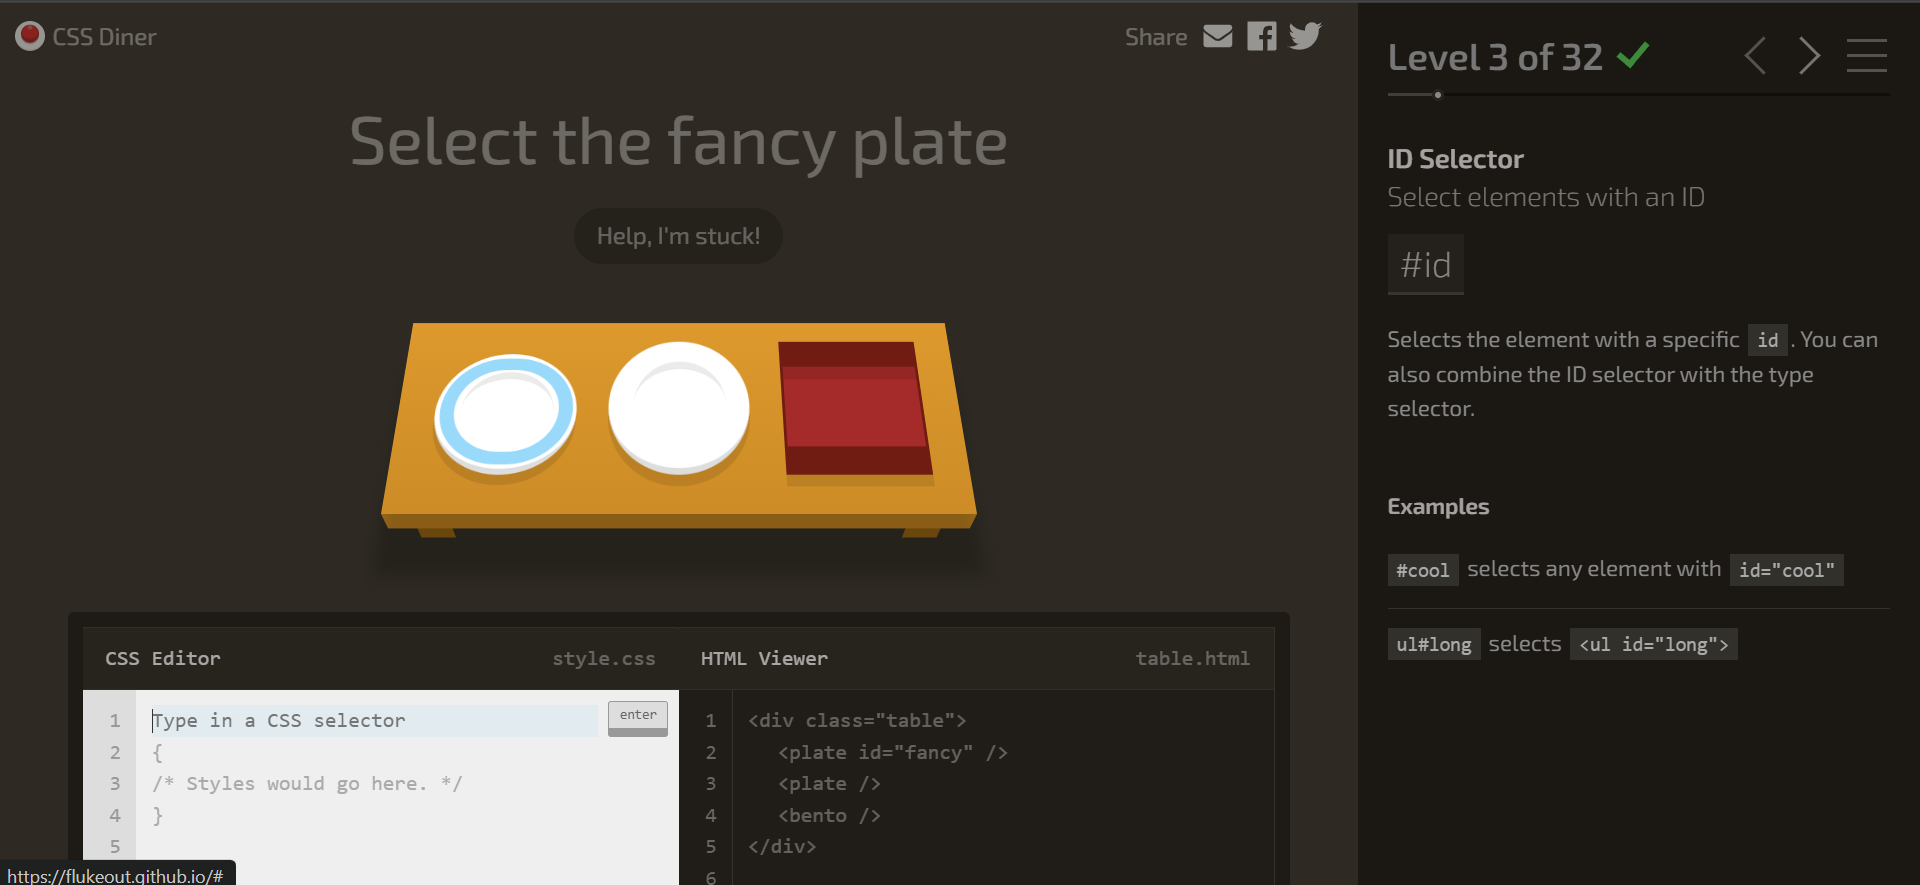 CSS Diner
Share
Select the fancy plate
Help, I'm stuck!
CSS Editor style.css
1 Type in a CSS selector enter
2 {
3 /* Styles would go here. */
4 }
5
HTML Viewer table.html
1 <div class="table">
2 <plate id="fancy" />
3 <plate />
4 <bento />
5 </div>
6
https://flukeout.github.io/#
Level 3 of 32
ID Selector
Select elements with an ID
#id
Selects the element with a specific id . You can
also combine the ID selector with the type
selector.
Examples
#cool selects any element with id="cool"
ul#long selects <ul id="long">